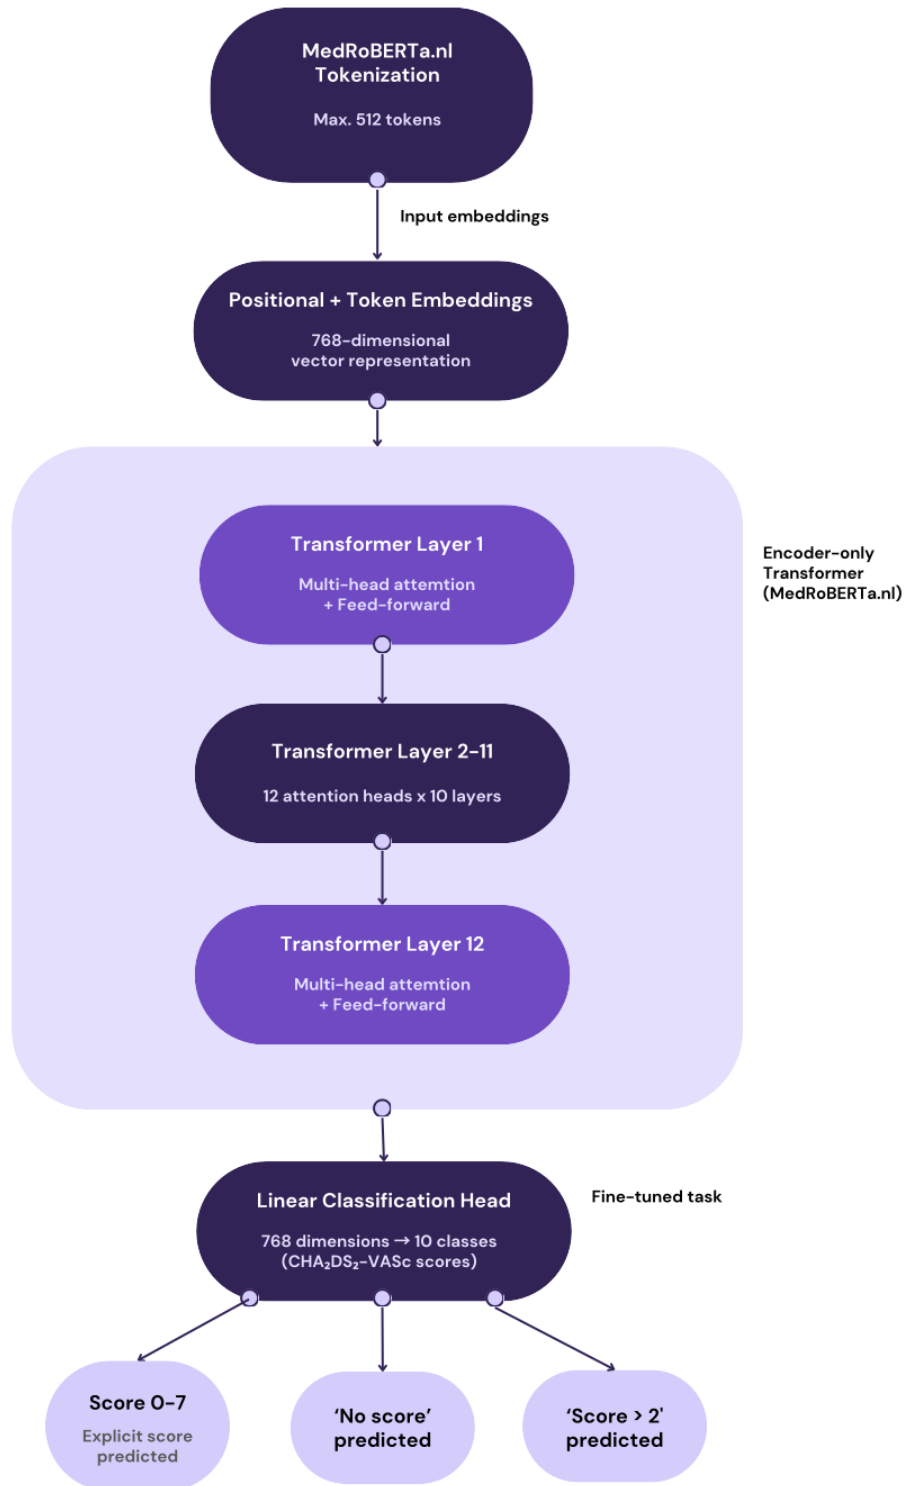 MedRoBERTa.nl
Tokenization
Max. 512 tokens
Input embeddings
Positional + Token Embeddings
768-dimensional
vector representation
Transformer Layer 1
Multi-head attemtion
+ Feed-forward
Encoder-only
Transformer
(MedRoBERTa.nl)
Transformer Layer 2-11
12 attention heads x 10 layers
Transformer Layer 12
Multi-head attemtion
+ Feed-forward
Linear Classification Head
768 dimensions → 10 classes
(CHA₂DS₂-VASc scores)
Fine-tuned task
Score 0-7
Explicit score
predicted
‘No score’
predicted
‘Score > 2'
predicted